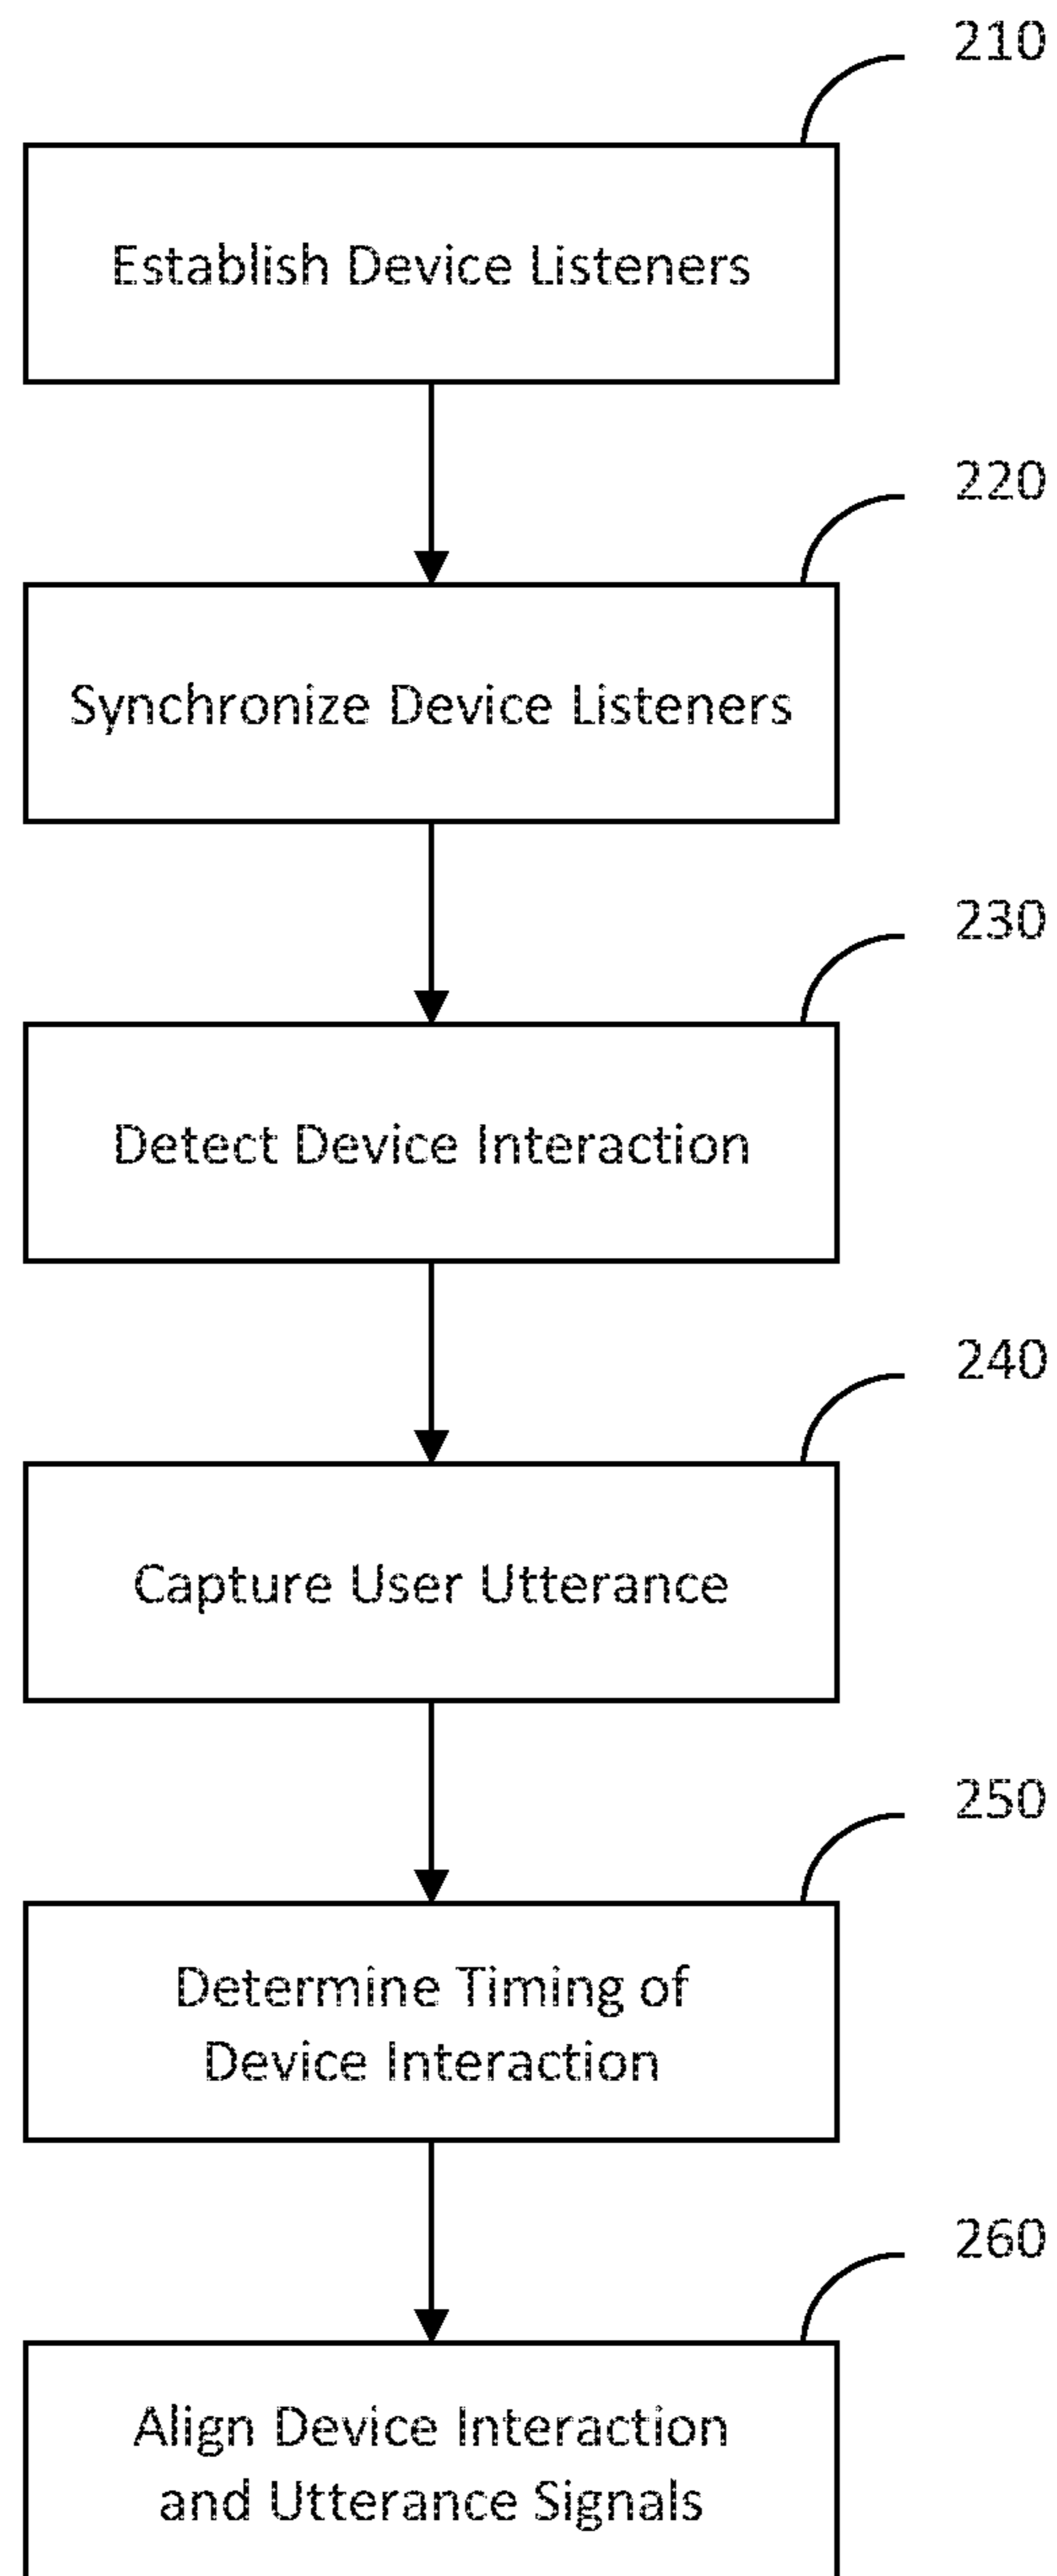 210
Establish Device Listeners
220
Synchronize Device Listeners
230
Detect Device Interaction
240
Capture User Utterance
250
Determine Timing of
Device Interaction
260
Align Device Interaction
and Utterance Signals